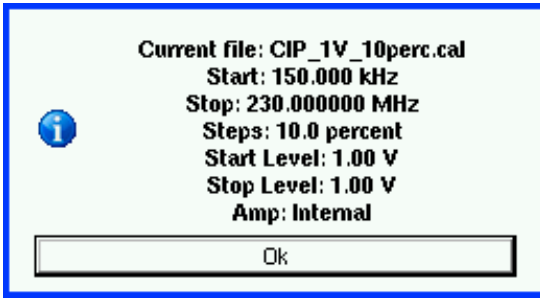 Current file: CIP_1V_10perc.cal
Start: 150.000 kHz
Stop: 230.000000 MHz
Steps: 10.0 percent
Start Level: 1.00 V
Stop Level: 1.00 V
Amp: Internal
Ok